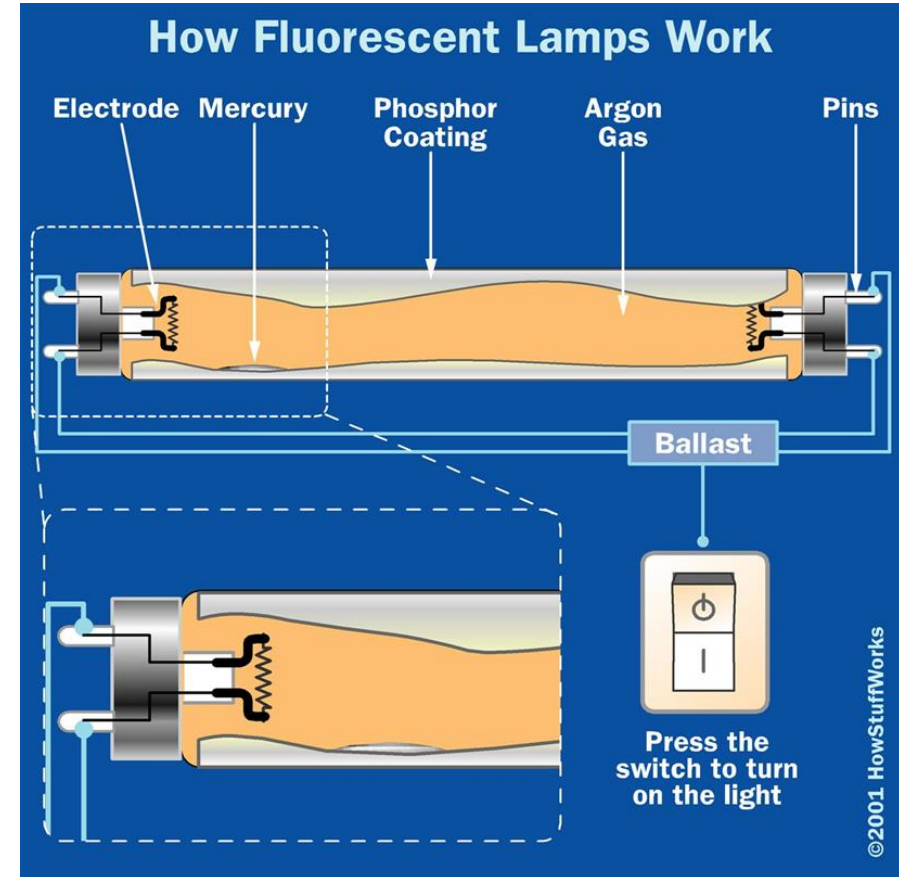 How Fluorescent Lamps Work
Electrode Mercury Phosphor Coating Argon Gas Pins
Ballast
Press the
switch to turn
on the light
©2001 HowStuffWorks